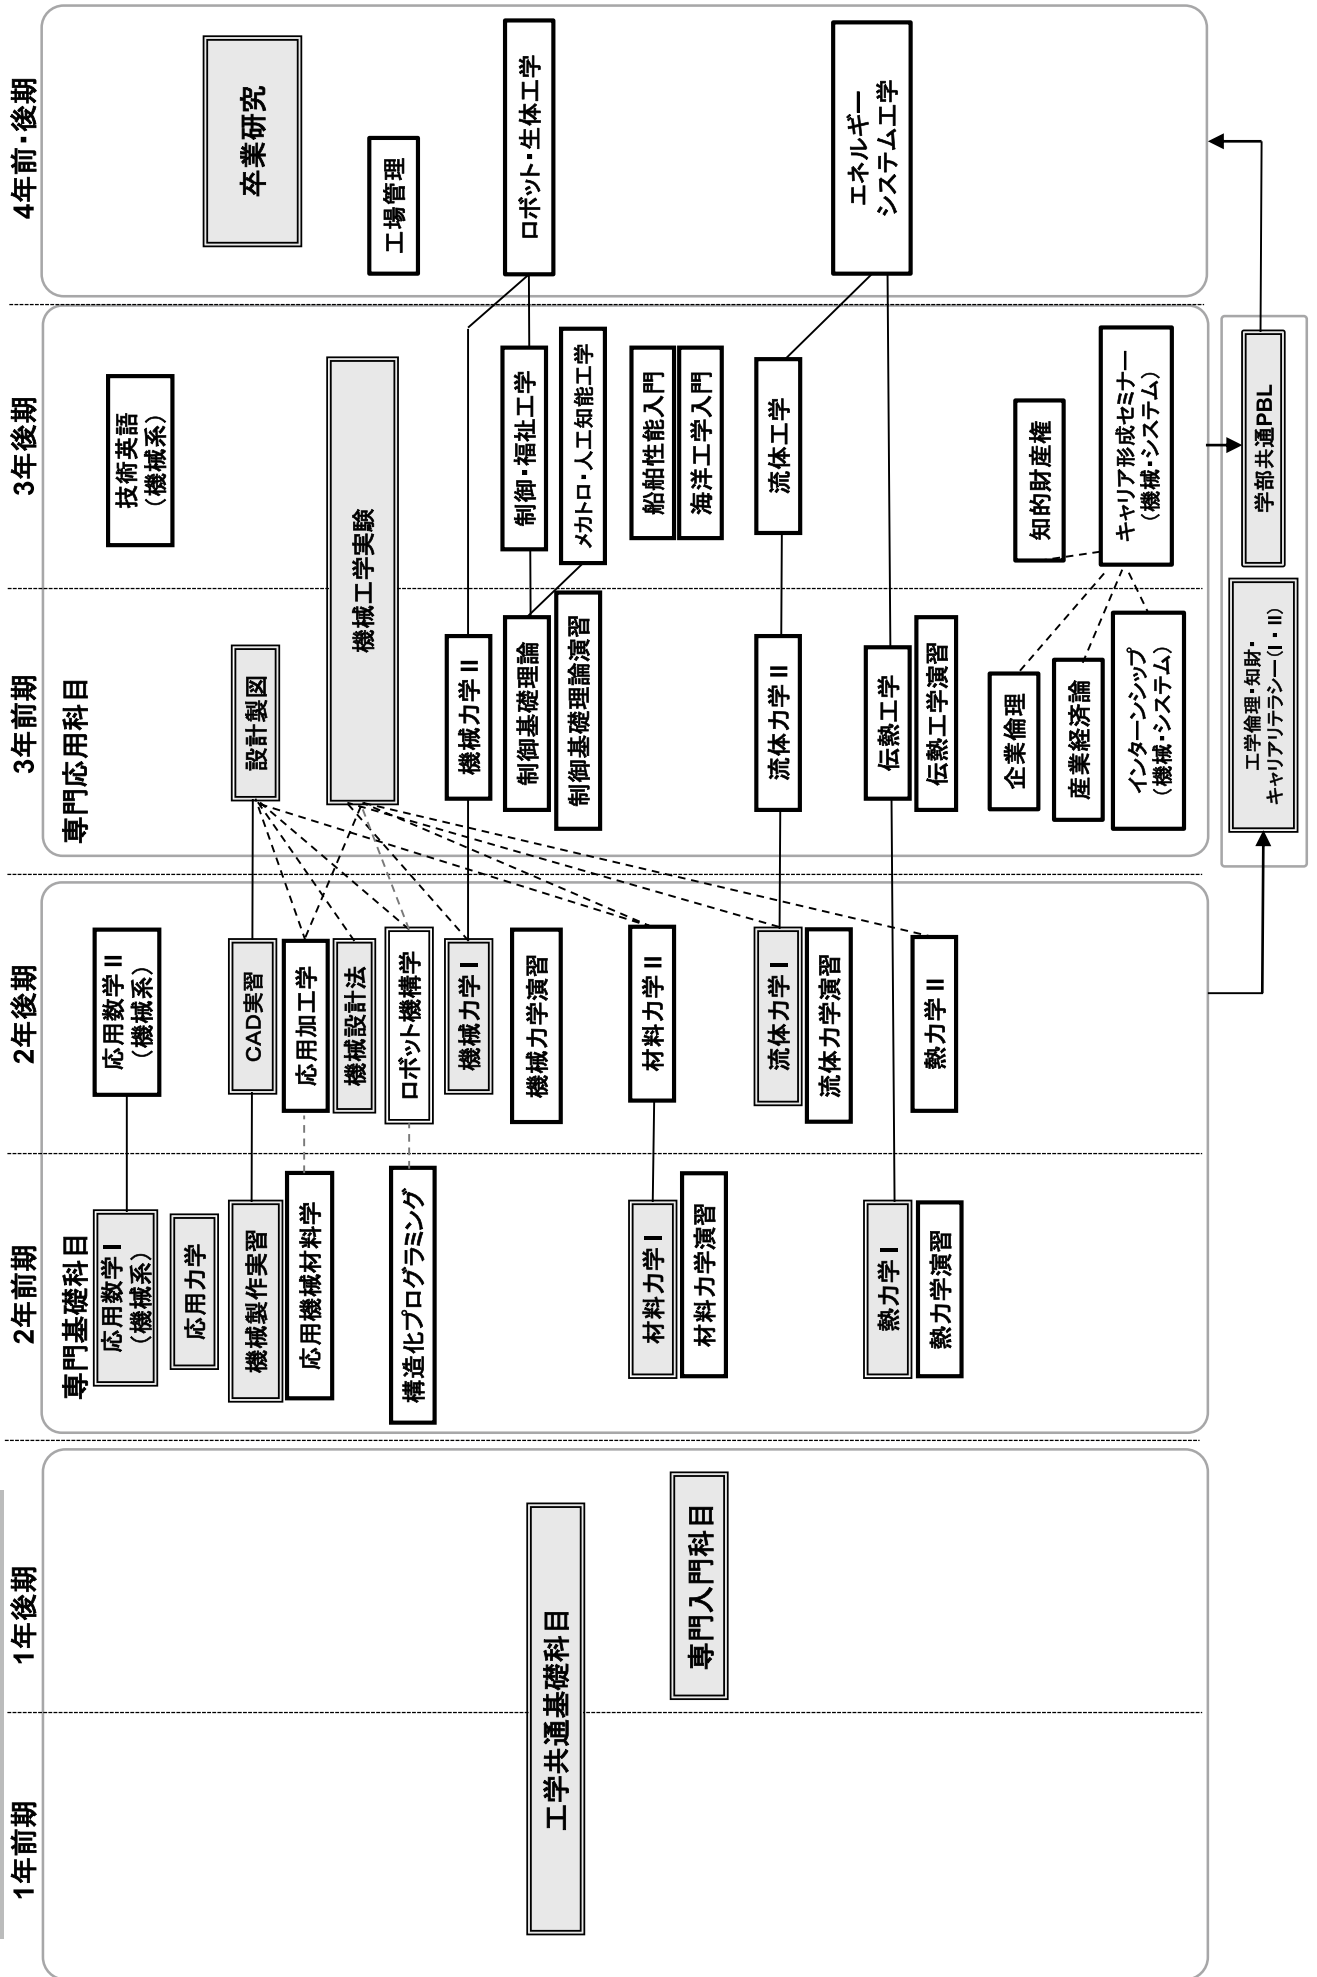 1年前期
1年後期
2年前期
2年後期
3年前期
3年後期
4年前・後期
工学共通基礎科目
専門入門科目
専門基礎科目
応用数学 I
（機械系）
応用力学
機械製作実習
応用機械材料学
構造化プログラミング
材料力学 I
材料力学演習
熱力学 I
熱力学演習
応用数学 II
（機械系）
CAD実習
応用加工学
機械設計法
ロボット機構学
機械力学 I
機械力学演習
材料力学 II
流体力学 I
流体力学演習
熱力学 II
専門応用科目
設計製図
機械工学実験
機械力学 II
制御基礎理論
制御基礎理論演習
流体力学 II
伝熱工学
伝熱工学演習
企業倫理
産業経済論
インターンシップ
（機械・システム）
工学倫理・知財・
キャリアリテラシー（I・II）
技術英語
（機械系）
制御・福祉工学
メカトロ・人工知能工学
船舶性能入門
海洋工学入門
流体工学
知的財産権
キャリア形成セミナー
（機械・システム）
学部共通PBL
卒業研究
工場管理
ロボット・生体工学
エネルギー
システム工学